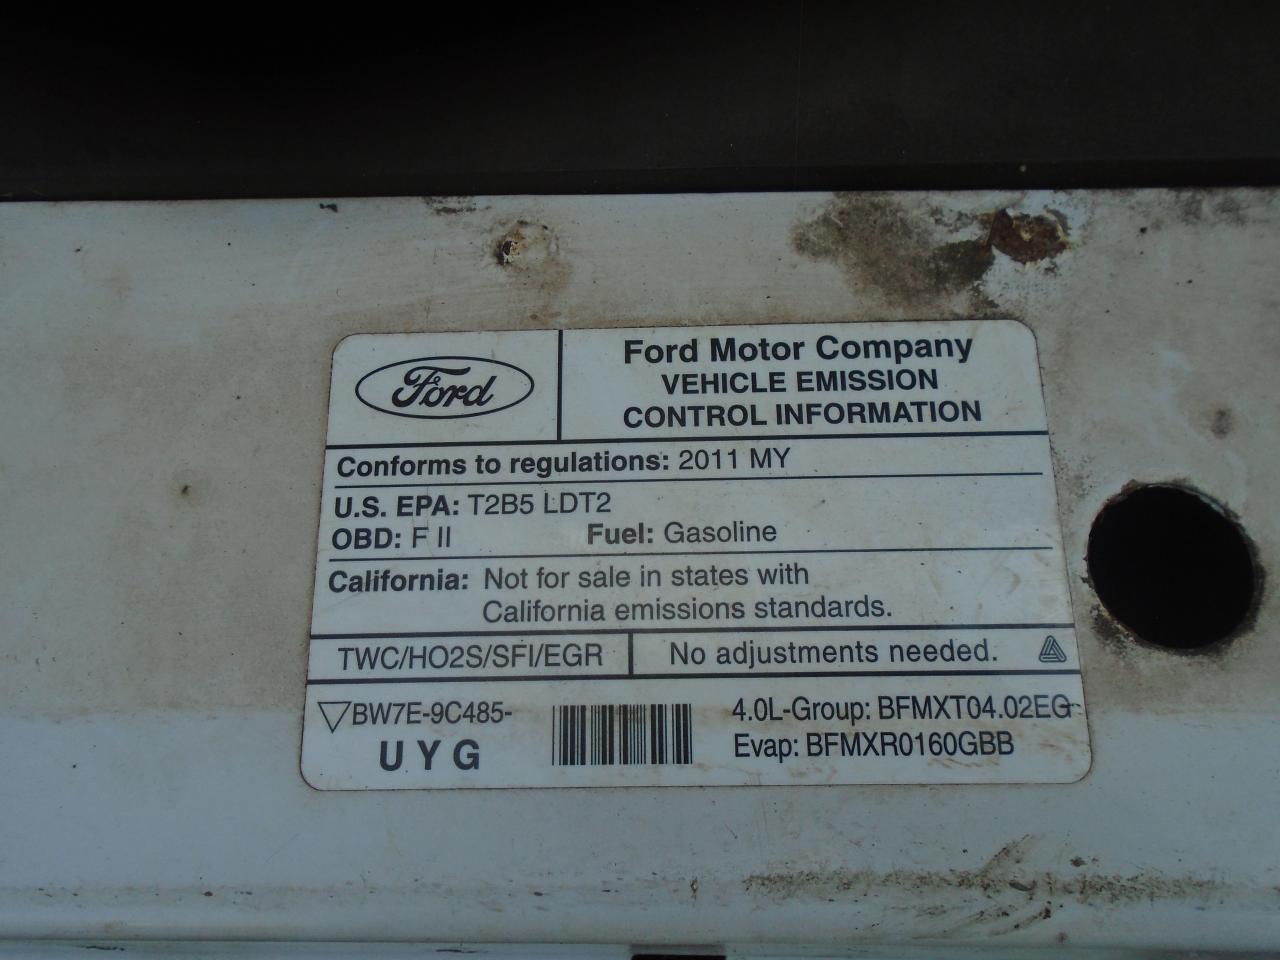 Ford
Ford Motor Company
VEHICLE EMISSION
CONTROL INFORMATION
Conforms to regulations: 2011 MY
U.S. EPA: T2B5 LDT2
OBD: F II Fuel: Gasoline
California: Not for sale in states with
California emissions standards.
TWC/HO2S/SFI/EGR No adjustments needed.
BW7E-9C485-
UYG
4.0L-Group: BFMXT04.02EG
Evap: BFMXR0160GBB